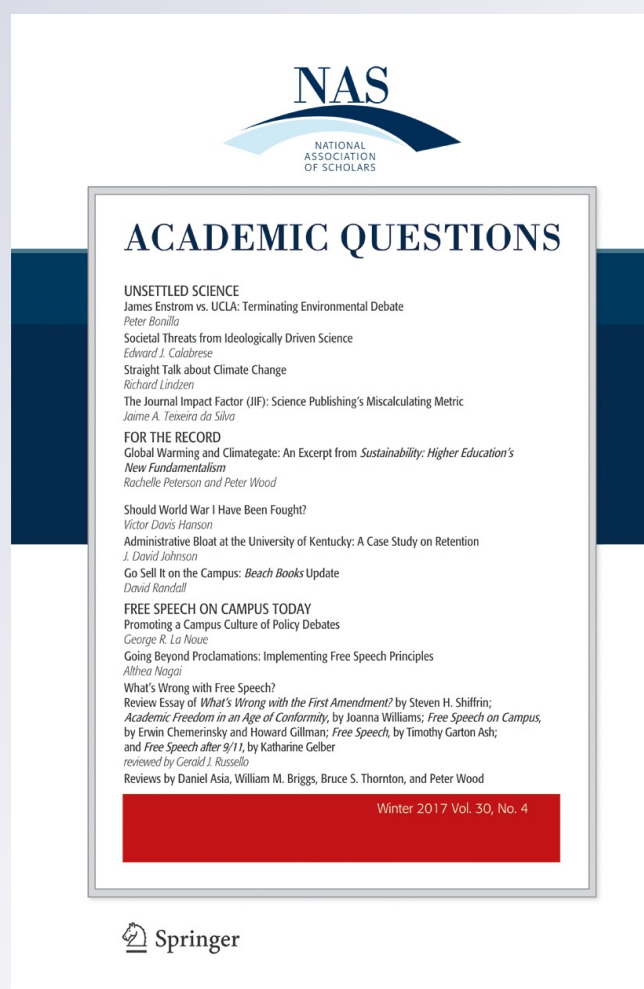 NAS
NATIONAL
ASSOCIATION
OF SCHOLARS
ACADEMIC QUESTIONS
UNSETTLED SCIENCE
James Enstrom vs. UCLA: Terminating Environmental Debate
Peter Bonilla
Societal Threats from Ideologically Driven Science
Edward J. Calabrese
Straight Talk about Climate Change
Richard Lindzen
The Journal Impact Factor (JIF): Science Publishing's Miscalculating Metric
Jaime A. Teixeira da Silva
FOR THE RECORD
Global Warming and Climategate: An Excerpt from Sustainability: Higher Education's
New Fundamentalism
Rachelle Peterson and Peter Wood
Should World War I Have Been Fought?
Victor Davis Hanson
Administrative Bloat at the University of Kentucky: A Case Study on Retention
J. David Johnson
Go Sell It on the Campus: Beach Books Update
David Randall
FREE SPEECH ON CAMPUS TODAY
Promoting a Campus Culture of Policy Debates
George R. La Noue
Going Beyond Proclamations: Implementing Free Speech Principles
Althea Nagai
What's Wrong with Free Speech?
Review Essay of What's Wrong with the First Amendment? by Steven H. Shiffrin;
Academic Freedom in an Age of Conformity, by Joanna Williams; Free Speech on Campus,
by Erwin Chemerinsky and Howard Gillman; Free Speech, by Timothy Garton Ash;
and Free Speech after 9/11, by Katharine Gelber
reviewed by Gerald J. Russello
Reviews by Daniel Asia, William M. Briggs, Bruce S. Thornton, and Peter Wood
Winter 2017 Vol. 30, No. 4
Springer